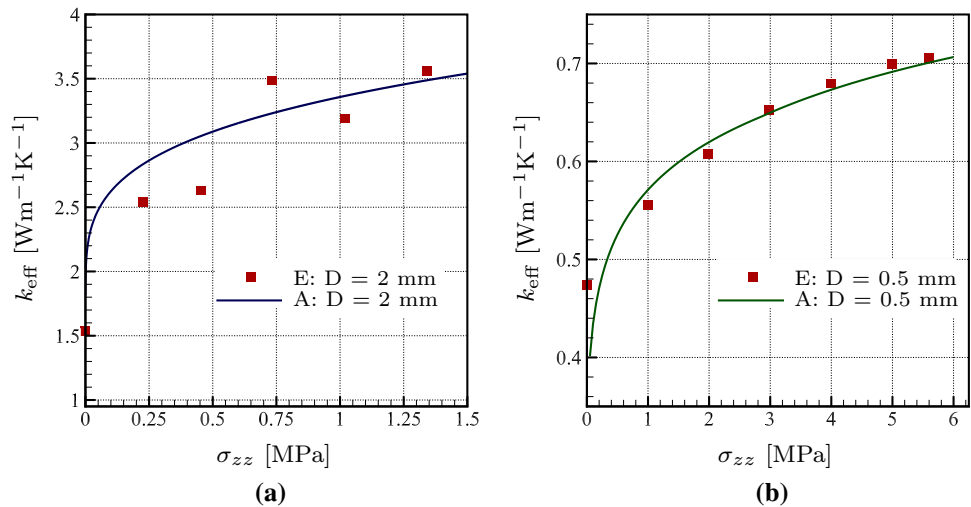 4
3.5
3
2.5
2
1.5
1
k_eff [Wm⁻¹K⁻¹]
E: D = 2 mm
A: D = 2 mm
0 0.25 0.5 0.75 1 1.25 1.5
σ_zz [MPa]
(a)
0.7
0.6
0.5
0.4
k_eff [Wm⁻¹K⁻¹]
E: D = 0.5 mm
A: D = 0.5 mm
0 1 2 3 4 5 6
σ_zz [MPa]
(b)